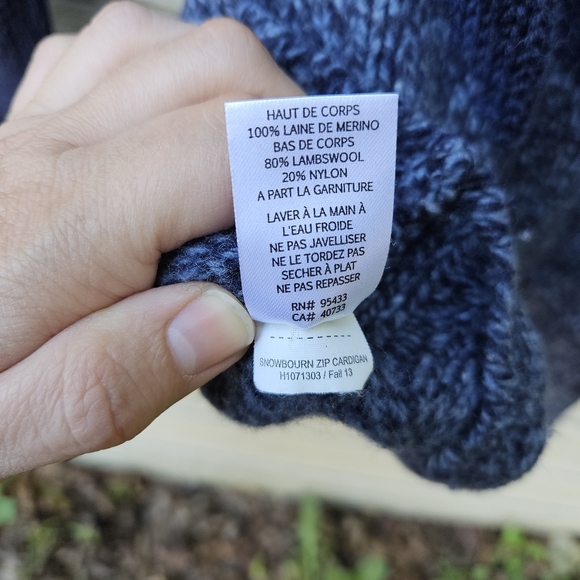 HAUT DE CORPS
100% LAINE DE MERINO
BAS DE CORPS
80% LAMBSWOOL
20% NYLON
A PART LA GARNITURE
LAVER À LA MAIN À
L'EAU FROIDE
NE PAS JAVELLISER
NE LE TORDEZ PAS
SECHER À PLAT
NE PAS REPASSER
RN# 95433
CA# 40733
SNOWBOURN ZIP CARDIGAN
H1071303 / Fall 13